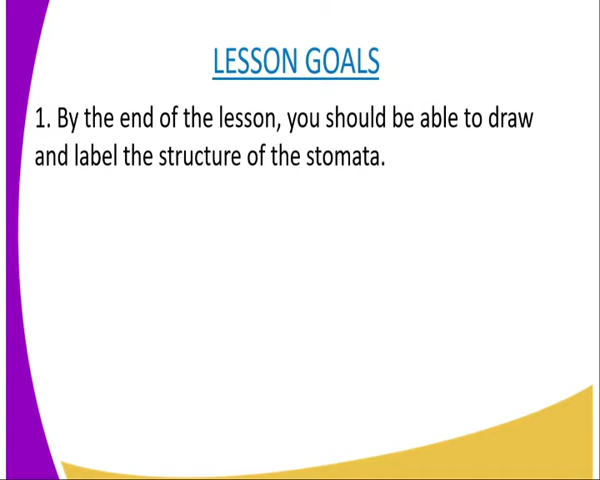 LESSON GOALS
1. By the end of the lesson, you should be able to draw
and label the structure of the stomata.